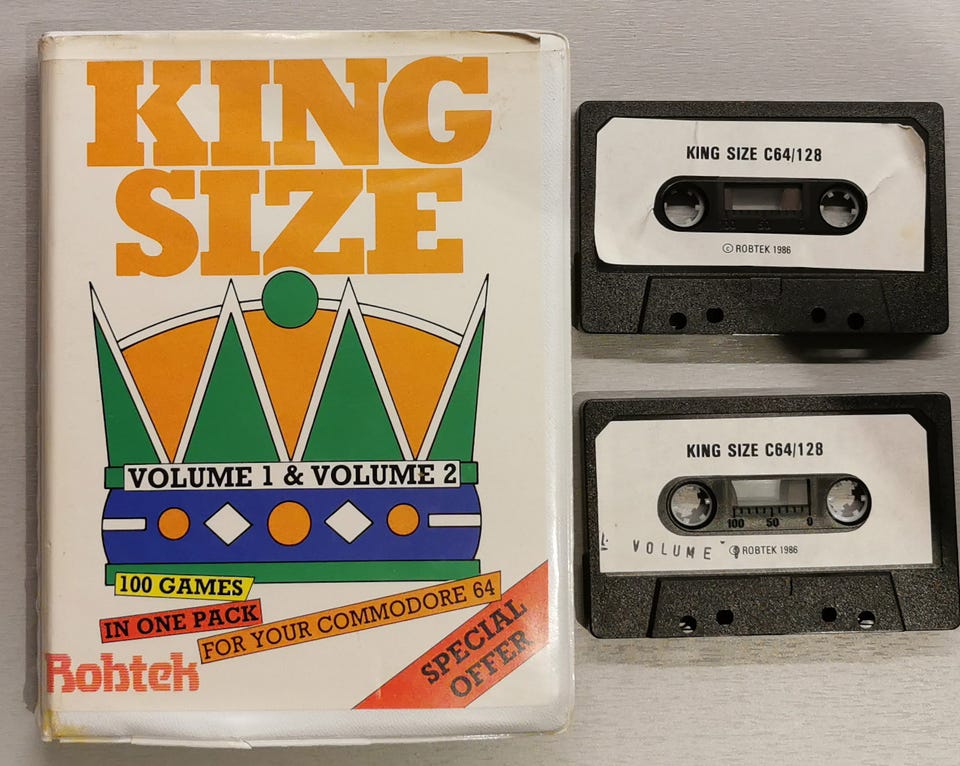 KING
SIZE
VOLUME 1 & VOLUME 2
100 GAMES
IN ONE PACK
FOR YOUR COMMODORE 64
SPECIAL
OFFER
Robtek
KING SIZE C64/128
© ROBTEK 1986
KING SIZE C64/128
100 50 0
VOLUME
© ROBTEK 1986